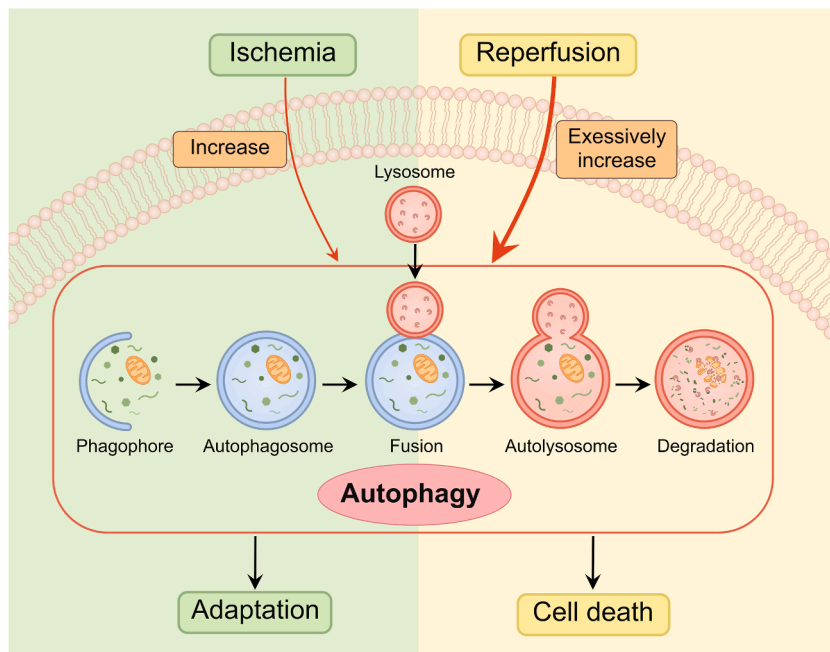 Ischemia
Reperfusion
Increase
Exessively
increase
Lysosome
Phagophore
Autophagosome
Fusion
Autolysosome
Degradation
Autophagy
Adaptation
Cell death